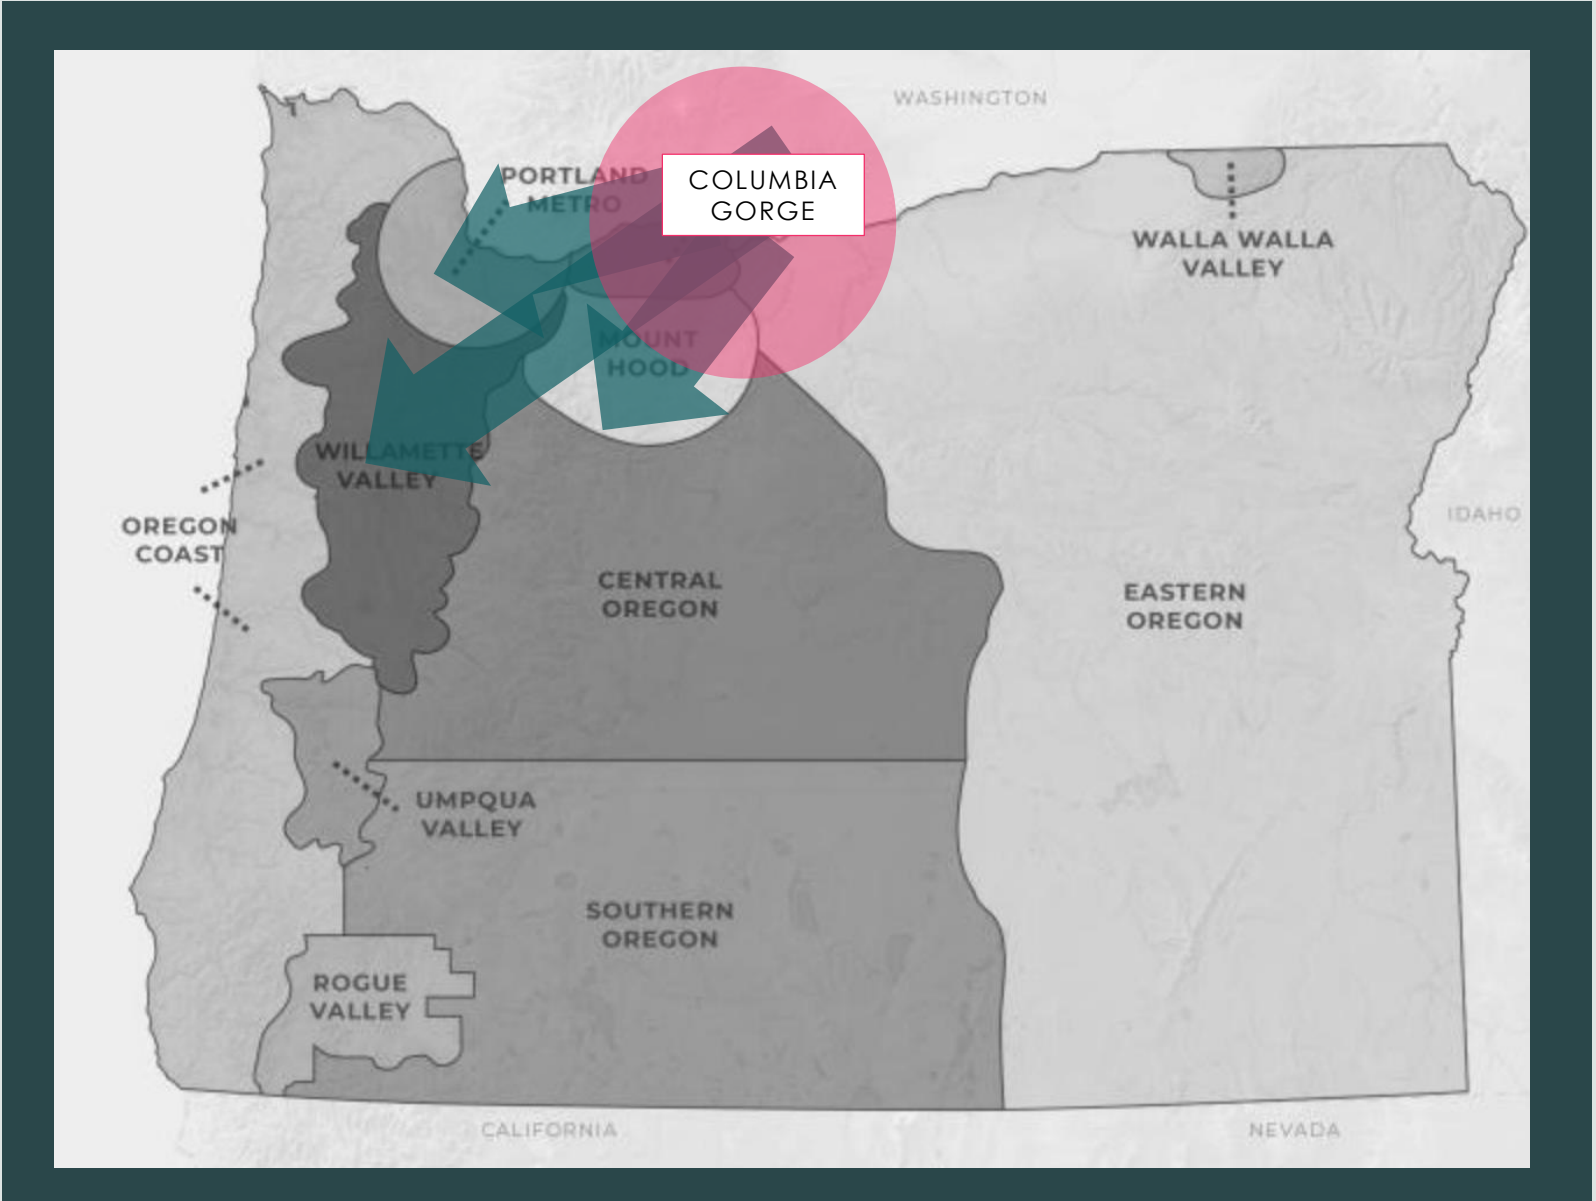 WASHINGTON
PORTLAND
METRO
COLUMBIA
GORGE
WALLA WALLA
VALLEY
MOUNT
HOOD
WILLAMETTE
VALLEY
OREGON
COAST
IDAHO
CENTRAL
OREGON
EASTERN
OREGON
UMPQUA
VALLEY
SOUTHERN
OREGON
ROGUE
VALLEY
CALIFORNIA
NEVADA